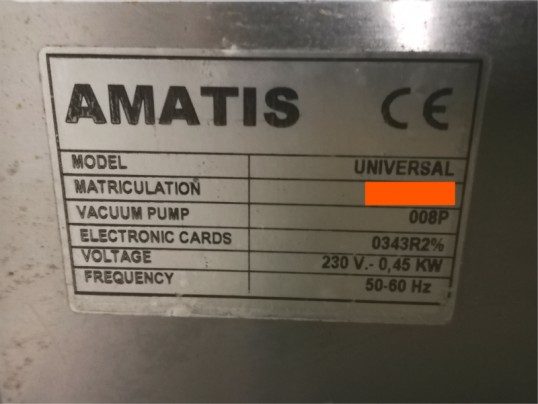 AMATIS CE
MODEL UNIVERSAL
MATRICULATION
VACUUM PUMP 008P
ELECTRONIC CARDS 0343R2%
VOLTAGE 230 V.- 0,45 KW
FREQUENCY 50-60 Hz